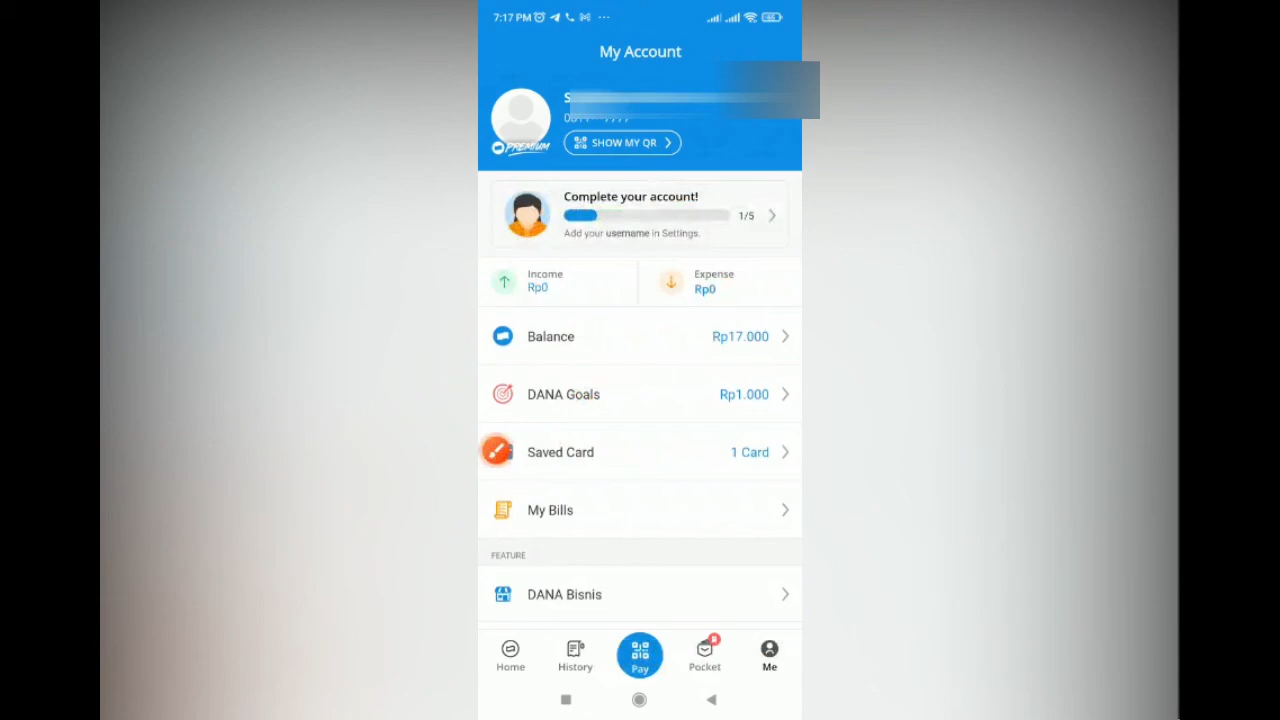 7:17 PM
My Account
S
PREMIUM
SHOW MY QR
Complete your account!
1/5
Add your username in Settings.
Income
Rp0
Expense
Rp0
Balance
Rp17.000
DANA Goals
Rp1.000
Saved Card
1 Card
My Bills
FEATURE
DANA Bisnis
Home
History
Pay
Pocket
Me